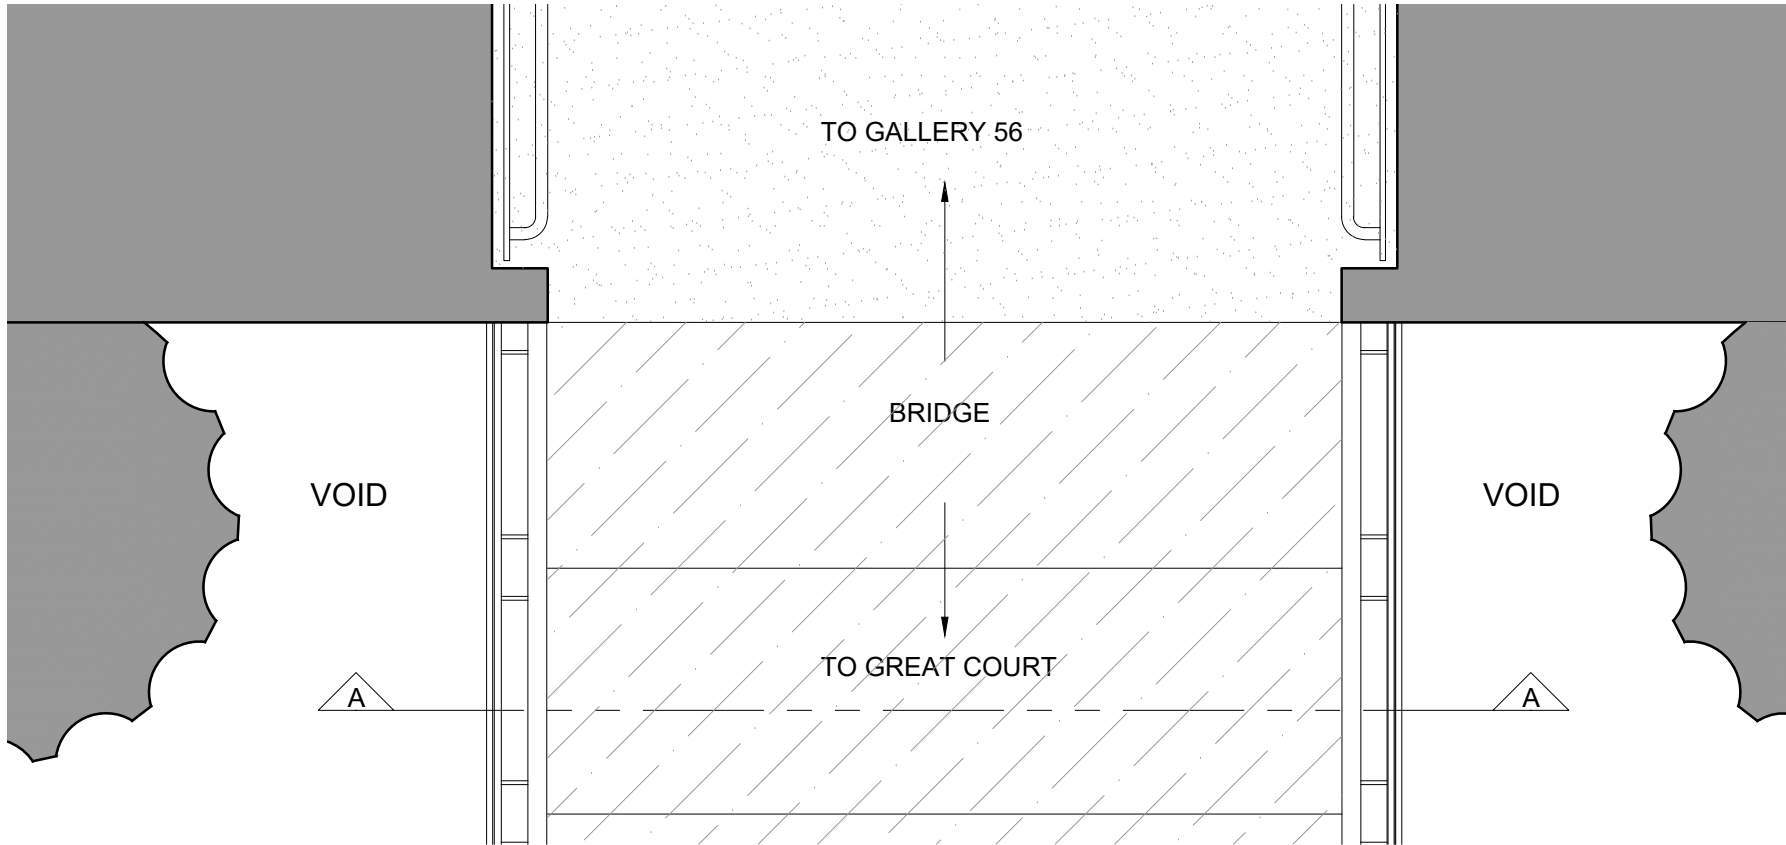 TO GALLERY 56
BRIDGE
VOID
VOID
TO GREAT COURT
A
A